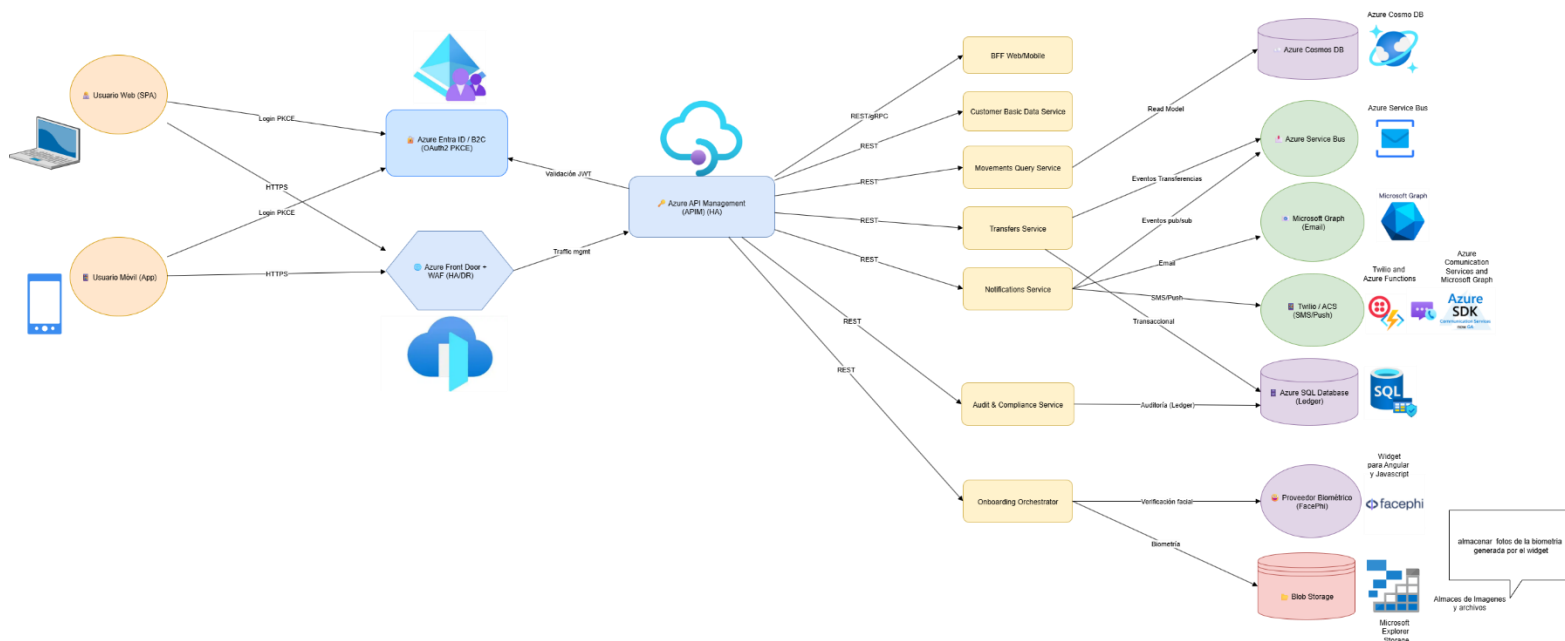 Usuario Web (SPA)
Login PKCE
HTTPS
Login PKCE
HTTPS
Usuario Móvil (App)
Azure Entra ID / B2C
(OAuth2 PKCE)
Azure Front Door +
WAF (HA/DR)
Validación JWT
Traffic mgmt
Azure API Management
(APIM) (HA)
REST/gRPC
REST
REST
REST
REST
REST
REST
BFF Web/Mobile
Customer Basic Data Service
Movements Query Service
Transfers Service
Notifications Service
Audit & Compliance Service
Onboarding Orchestrator
Read Model
Eventos Transferencias
Eventos pub/sub
Email
SMS/Push
Transaccional
Auditoría (Ledger)
Verificación facial
Biometría
Azure Cosmos DB
Azure Cosmo DB
Azure Service Bus
Azure Service Bus
Microsoft Graph
(Email)
Microsoft Graph
Twilio / ACS
(SMS/Push)
Twilio and
Azure Functions
Azure
Comunication
Services and
Microsoft Graph
Azure
SDK
Communication Services
now GA
Azure SQL Database
(Ledger)
SQL
Proveedor Biométrico
(FacePhi)
Widget
para Angular
y Javascript
facephi
Blob Storage
almacenar fotos de la biometria
generada por el widget
Almaces de Imagenes
y archivos
Microsoft
Explorer
Storage